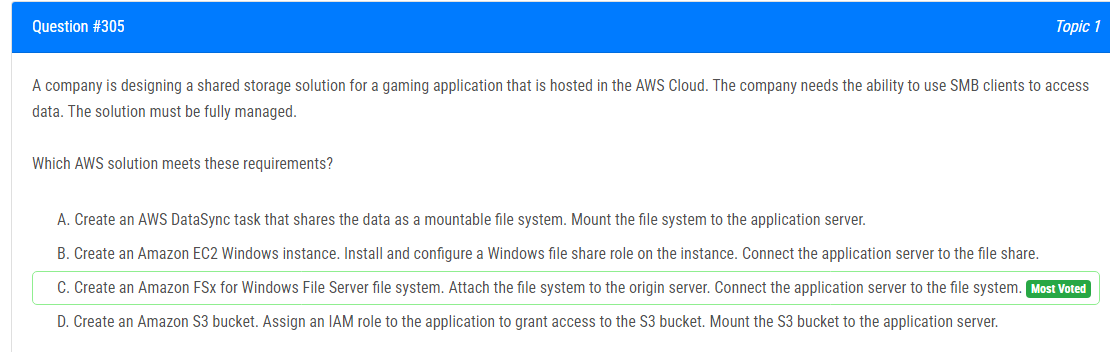 Question #305
Topic 1
A company is designing a shared storage solution for a gaming application that is hosted in the AWS Cloud. The company needs the ability to use SMB clients to access
data. The solution must be fully managed.
Which AWS solution meets these requirements?
A. Create an AWS DataSync task that shares the data as a mountable file system. Mount the file system to the application server.
B. Create an Amazon EC2 Windows instance. Install and configure a Windows file share role on the instance. Connect the application server to the file share.
C. Create an Amazon FSx for Windows File Server file system. Attach the file system to the origin server. Connect the application server to the file system. Most Voted
D. Create an Amazon S3 bucket. Assign an IAM role to the application to grant access to the S3 bucket. Mount the S3 bucket to the application server.